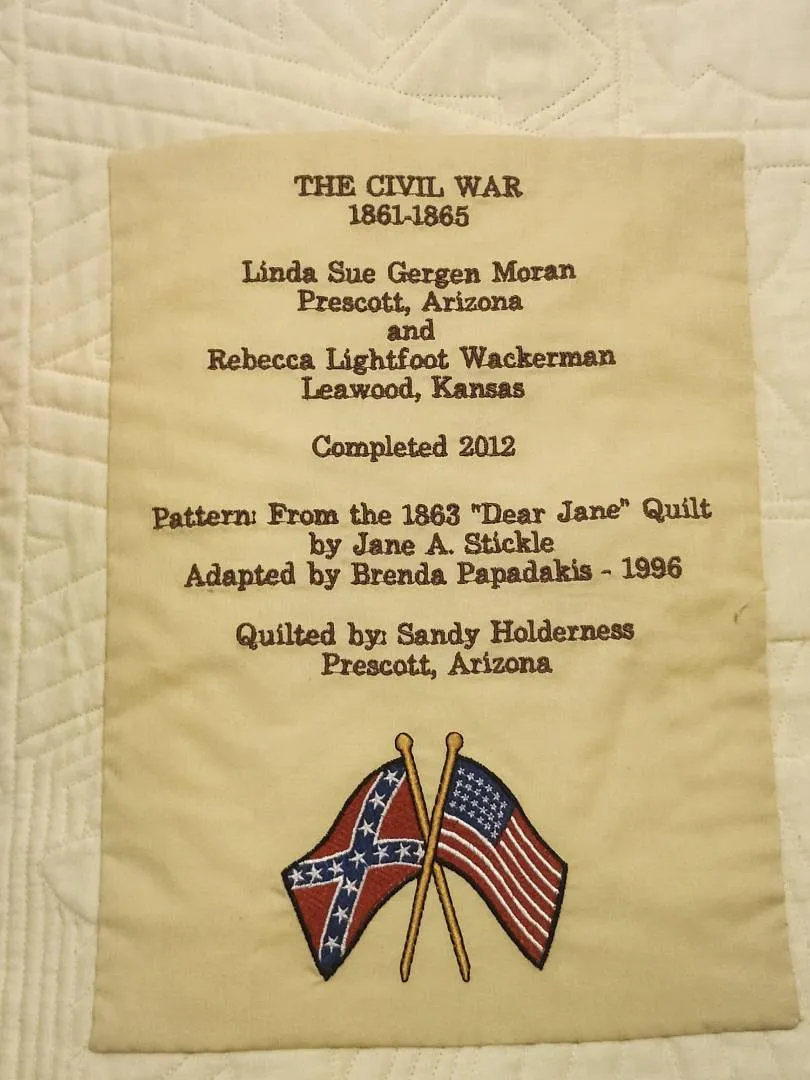 THE CIVIL WAR
1861-1865
Linda Sue Gergen Moran
Prescott, Arizona
and
Rebecca Lightfoot Wackerman
Leawood, Kansas
Completed 2012
Pattern: From the 1863 "Dear Jane" Quilt
by Jane A. Stickle
Adapted by Brenda Papadakis - 1996
Quilted by: Sandy Holderness
Prescott, Arizona